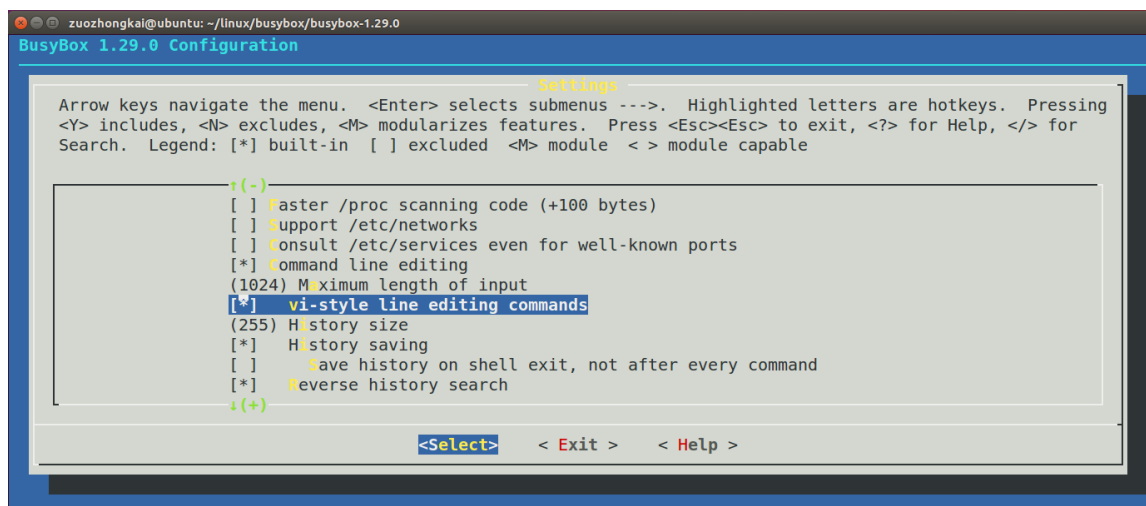 zuozhongkai@ubuntu: ~/linux/busybox/busybox-1.29.0
BusyBox 1.29.0 Configuration
Settings
Arrow keys navigate the menu.  <Enter> selects submenus --->.  Highlighted letters are hotkeys.  Pressing
<Y> includes, <N> excludes, <M> modularizes features.  Press <Esc><Esc> to exit, <?> for Help, </> for
Search.  Legend: [*] built-in  [ ] excluded  <M> module  < > module capable
↑(-)
[ ] Faster /proc scanning code (+100 bytes)
[ ] Support /etc/networks
[ ] Consult /etc/services even for well-known ports
[*] Command line editing
(1024) Maximum length of input
[*]   vi-style line editing commands
(255) History size
[*]   History saving
[ ]     Save history on shell exit, not after every command
[*]   Reverse history search
↓(+)
<Select>    < Exit >    < Help >